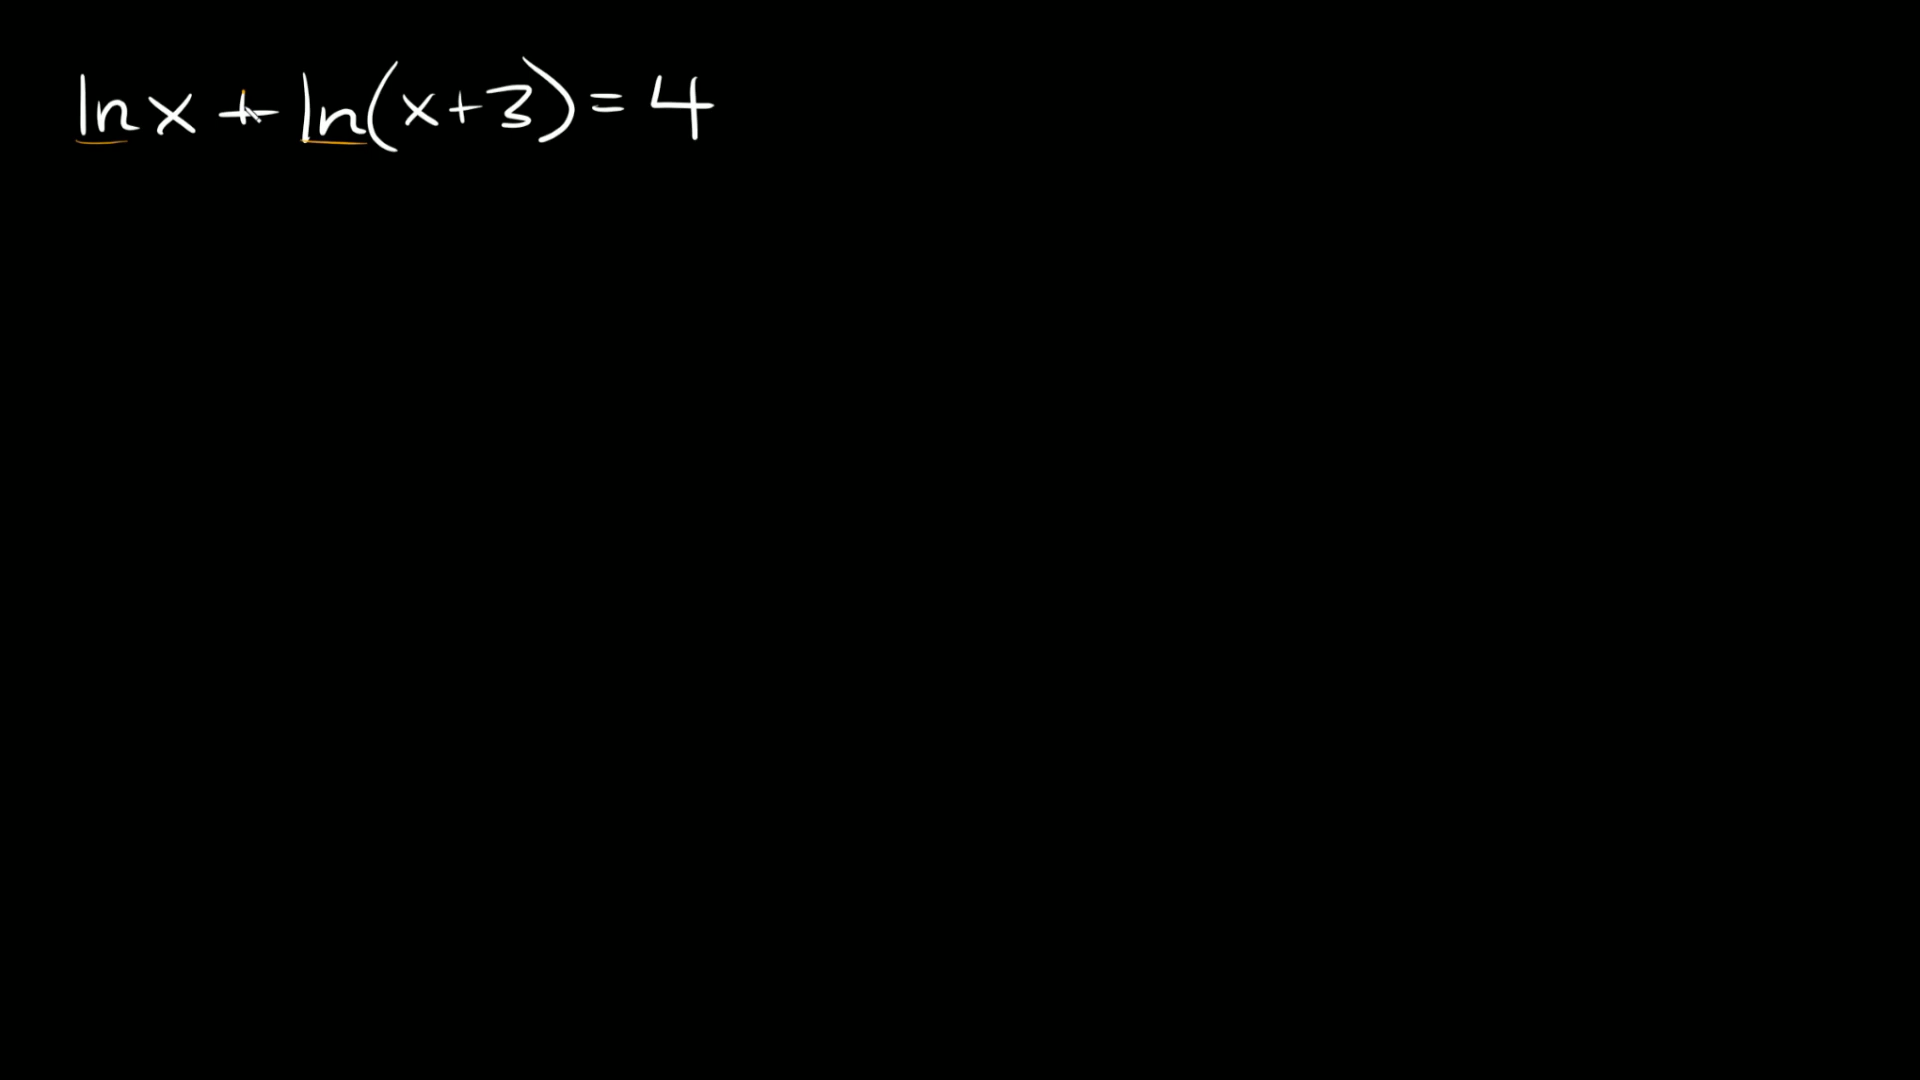 ln x + ln(x+3) = 4